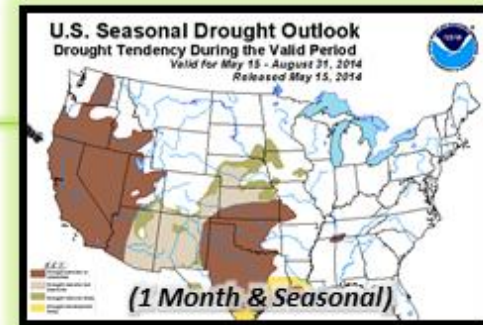 U.S. Seasonal Drought Outlook
Drought Tendency During the Valid Period
Valid for May 15 - August 31, 2014
Released May 15, 2014
(1 Month & Seasonal)